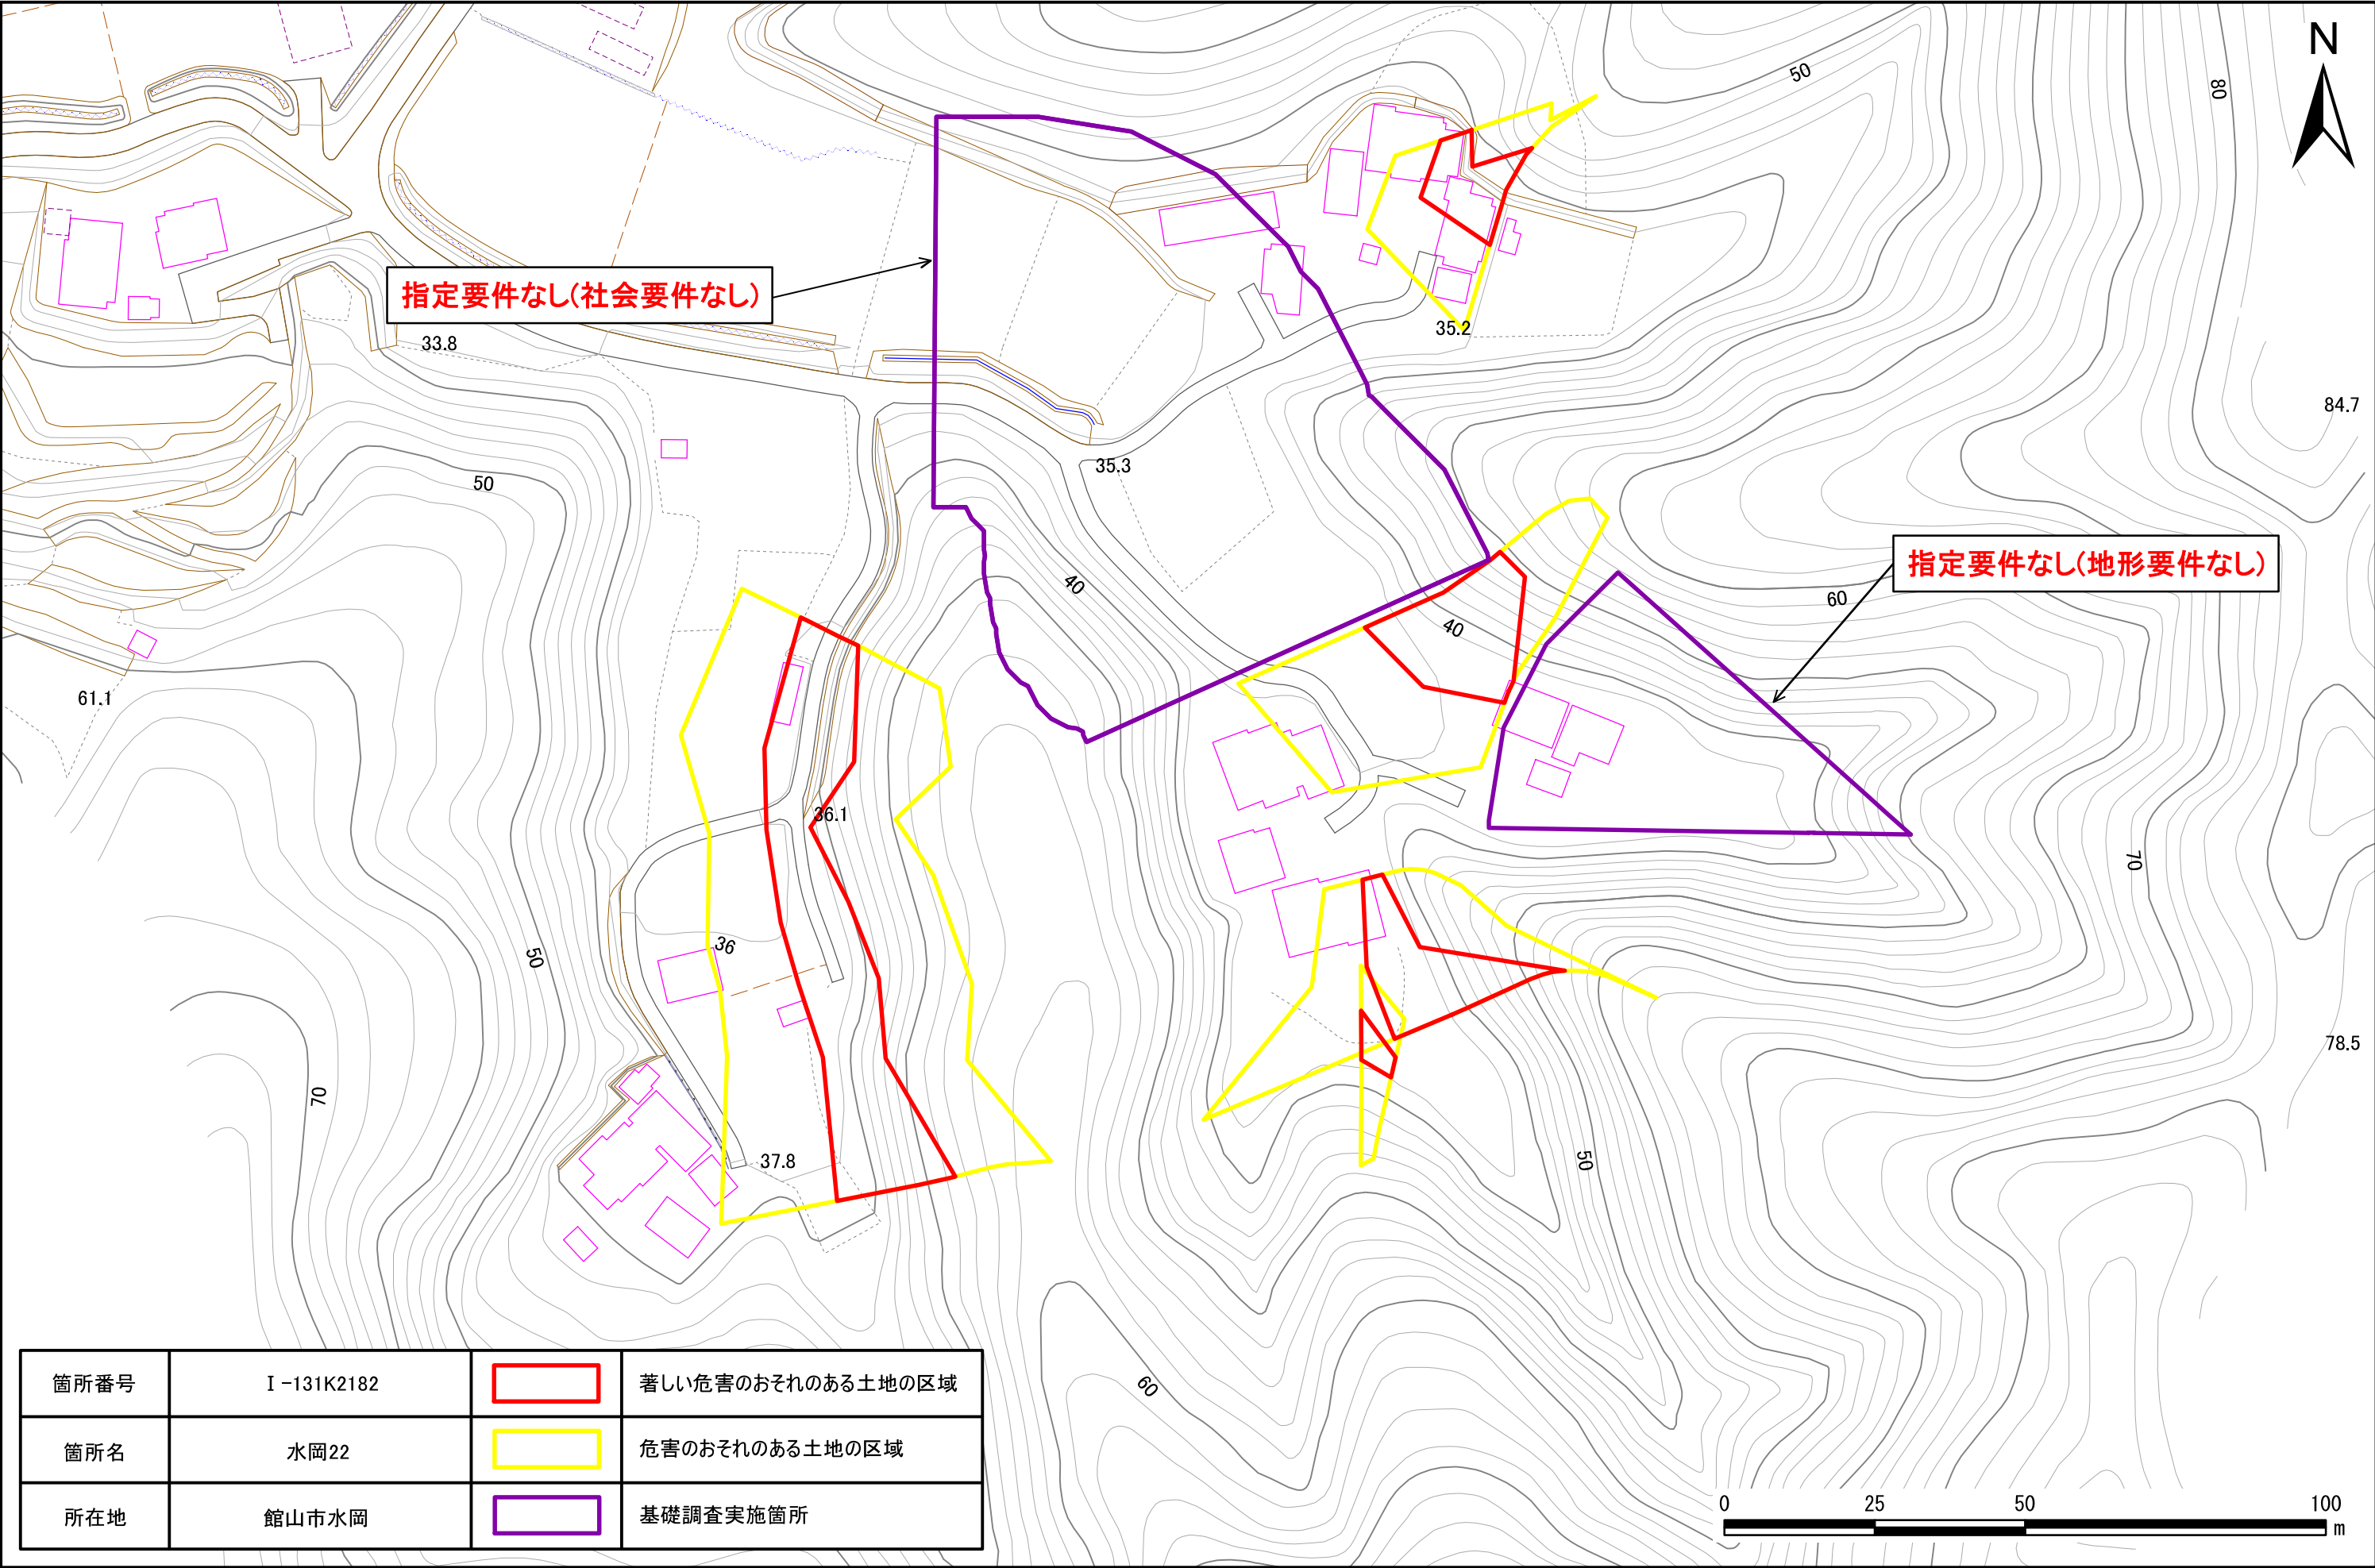 N
50
80
指定要件なし(社会要件なし)
33.8
35.2
84.7
50
35.3
40
指定要件なし(地形要件なし)
60
40
61.1
36.1
70
36
50
78.5
70
37.8
50
60
箇所番号 Ⅰ-131K2182 著しい危害のおそれのある土地の区域
箇所名 水岡22 危害のおそれのある土地の区域
所在地 館山市水岡 基礎調査実施箇所
0 25 50 100
m